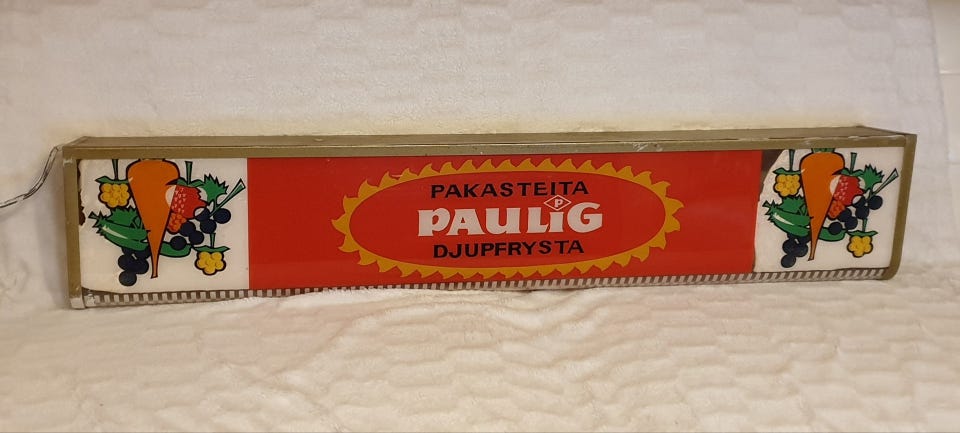 PAKASTEITA
P
PAULIG
DJUPFRYSTA